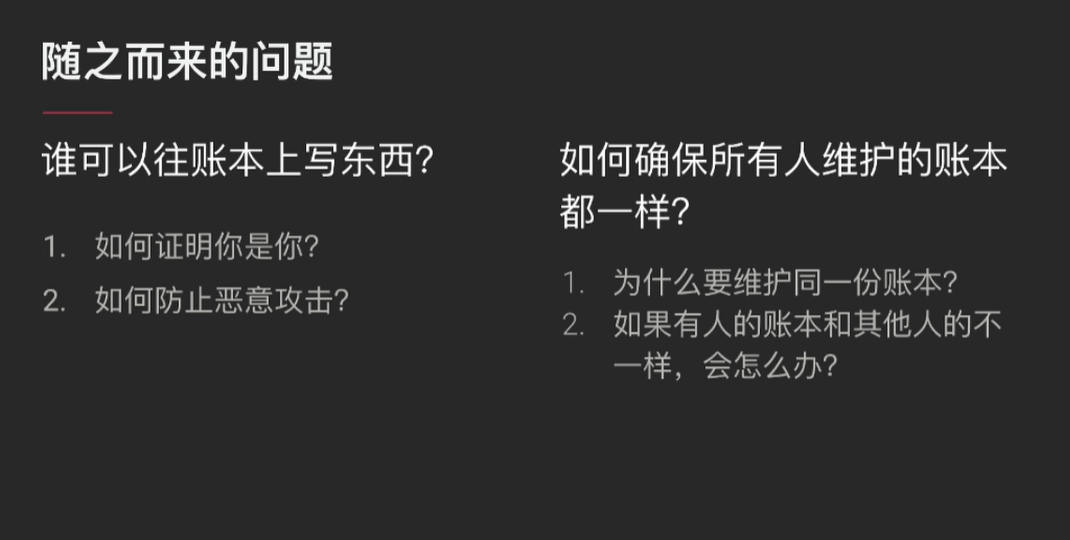 随之而来的问题
谁可以往账本上写东西？
1. 如何证明你是你？
2. 如何防止恶意攻击？
如何确保所有人维护的账本
都一样？
1. 为什么要维护同一份账本？
2. 如果有人的账本和其他人的不
一样，会怎么办？